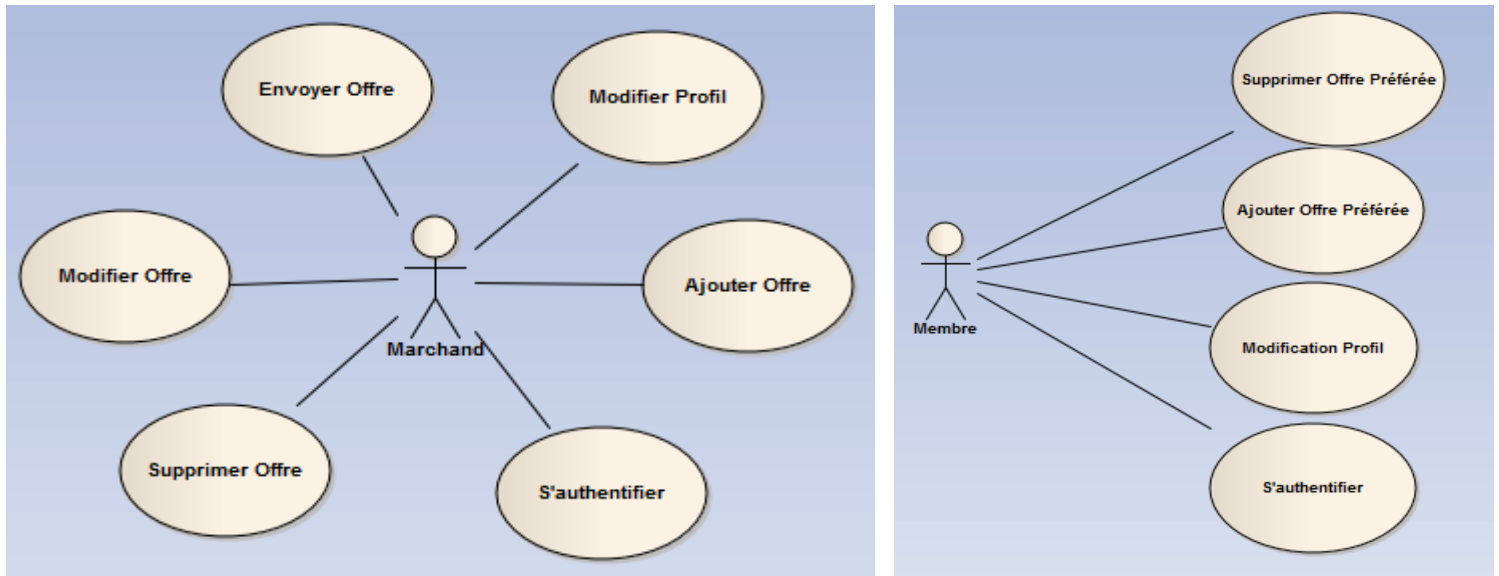 Envoyer Offre
Modifier Profil
Modifier Offre
Ajouter Offre
Marchand
Supprimer Offre
S'authentifier
Supprimer Offre Préférée
Ajouter Offre Préférée
Membre
Modification Profil
S'authentifier